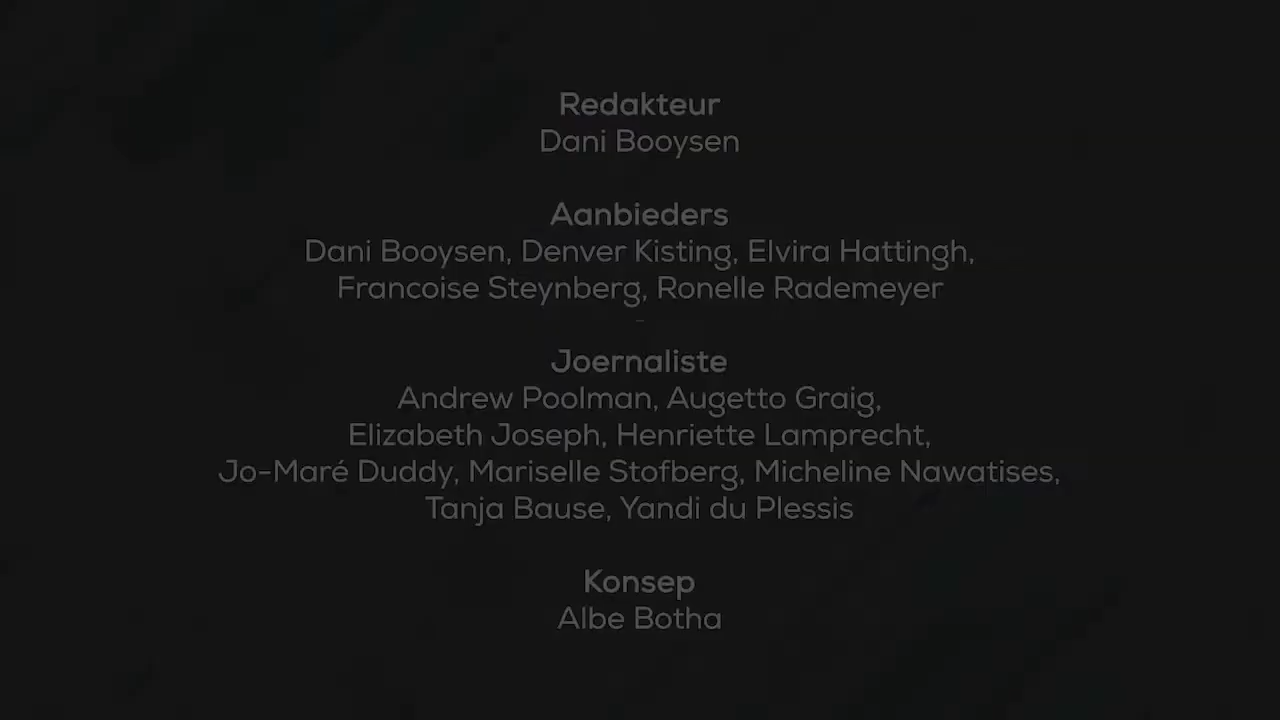 Redakteur
Dani Booysen
Aanbieders
Dani Booysen, Denver Kisting, Elvira Hattingh,
Francoise Steynberg, Ronelle Rademeyer
-
Joernaliste
Andrew Poolman, Augetto Graig,
Elizabeth Joseph, Henriette Lamprecht,
Jo-Maré Duddy, Mariselle Stofberg, Micheline Nawatises,
Tanja Bause, Yandi du Plessis
Konsep
Albe Botha